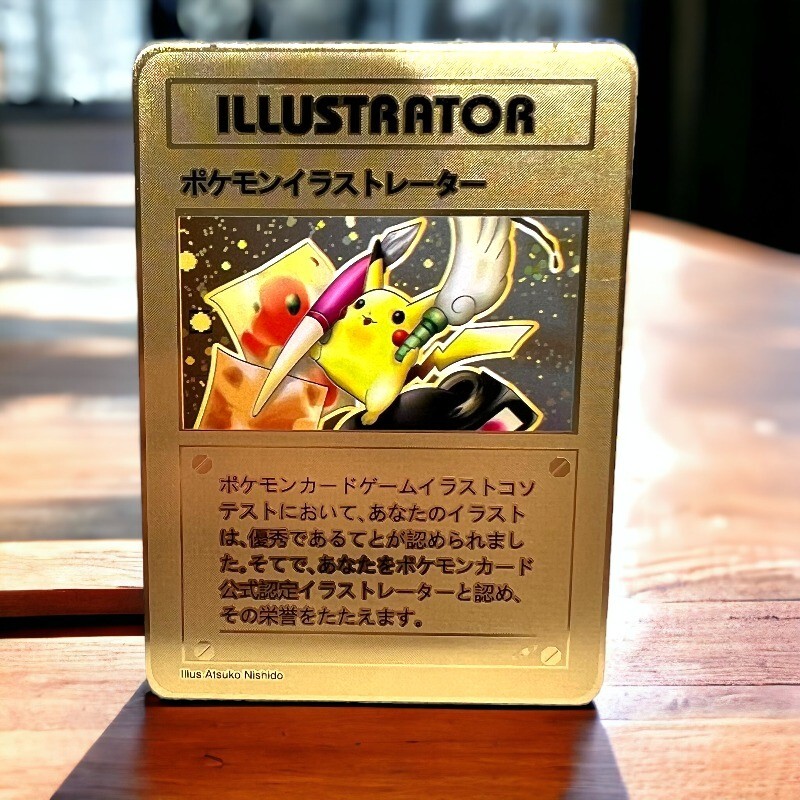 ILLUSTRATOR
ポケモンイラストレーター
ポケモンカードゲームイラストコソ
テストにおいて、あなたのイラスト
は、優秀であるてとが認められまし
た。そてで、あなたをポケモンカード
公式認定イラストレーターと認め、
その栄誉をたたえます。
Illus.Atsuko Nishido